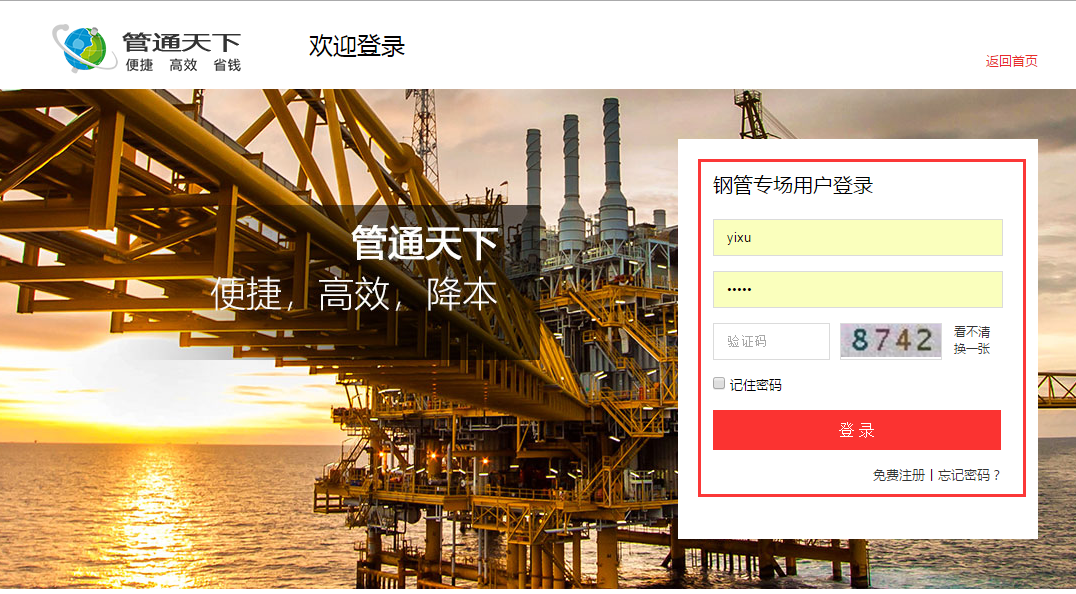 管通天下
便捷 高效 省钱
欢迎登录
返回首页
管通天下
便捷，高效，降本
钢管专场用户登录
yixu
•••••
验证码
8742
看不清
换一张
记住密码
登 录
免费注册 | 忘记密码？